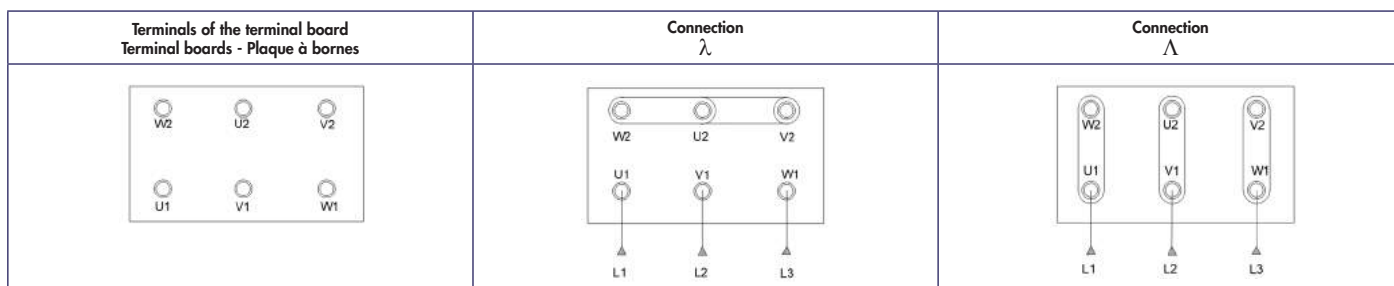 Terminals of the terminal board
Terminal boards - Plaque à bornes
Connection
λ
Connection
Λ
W2 U2 V2
U1 V1 W1
W2 U2 V2
U1 V1 W1
L1 L2 L3
W2 U2 V2
U1 V1 W1
L1 L2 L3